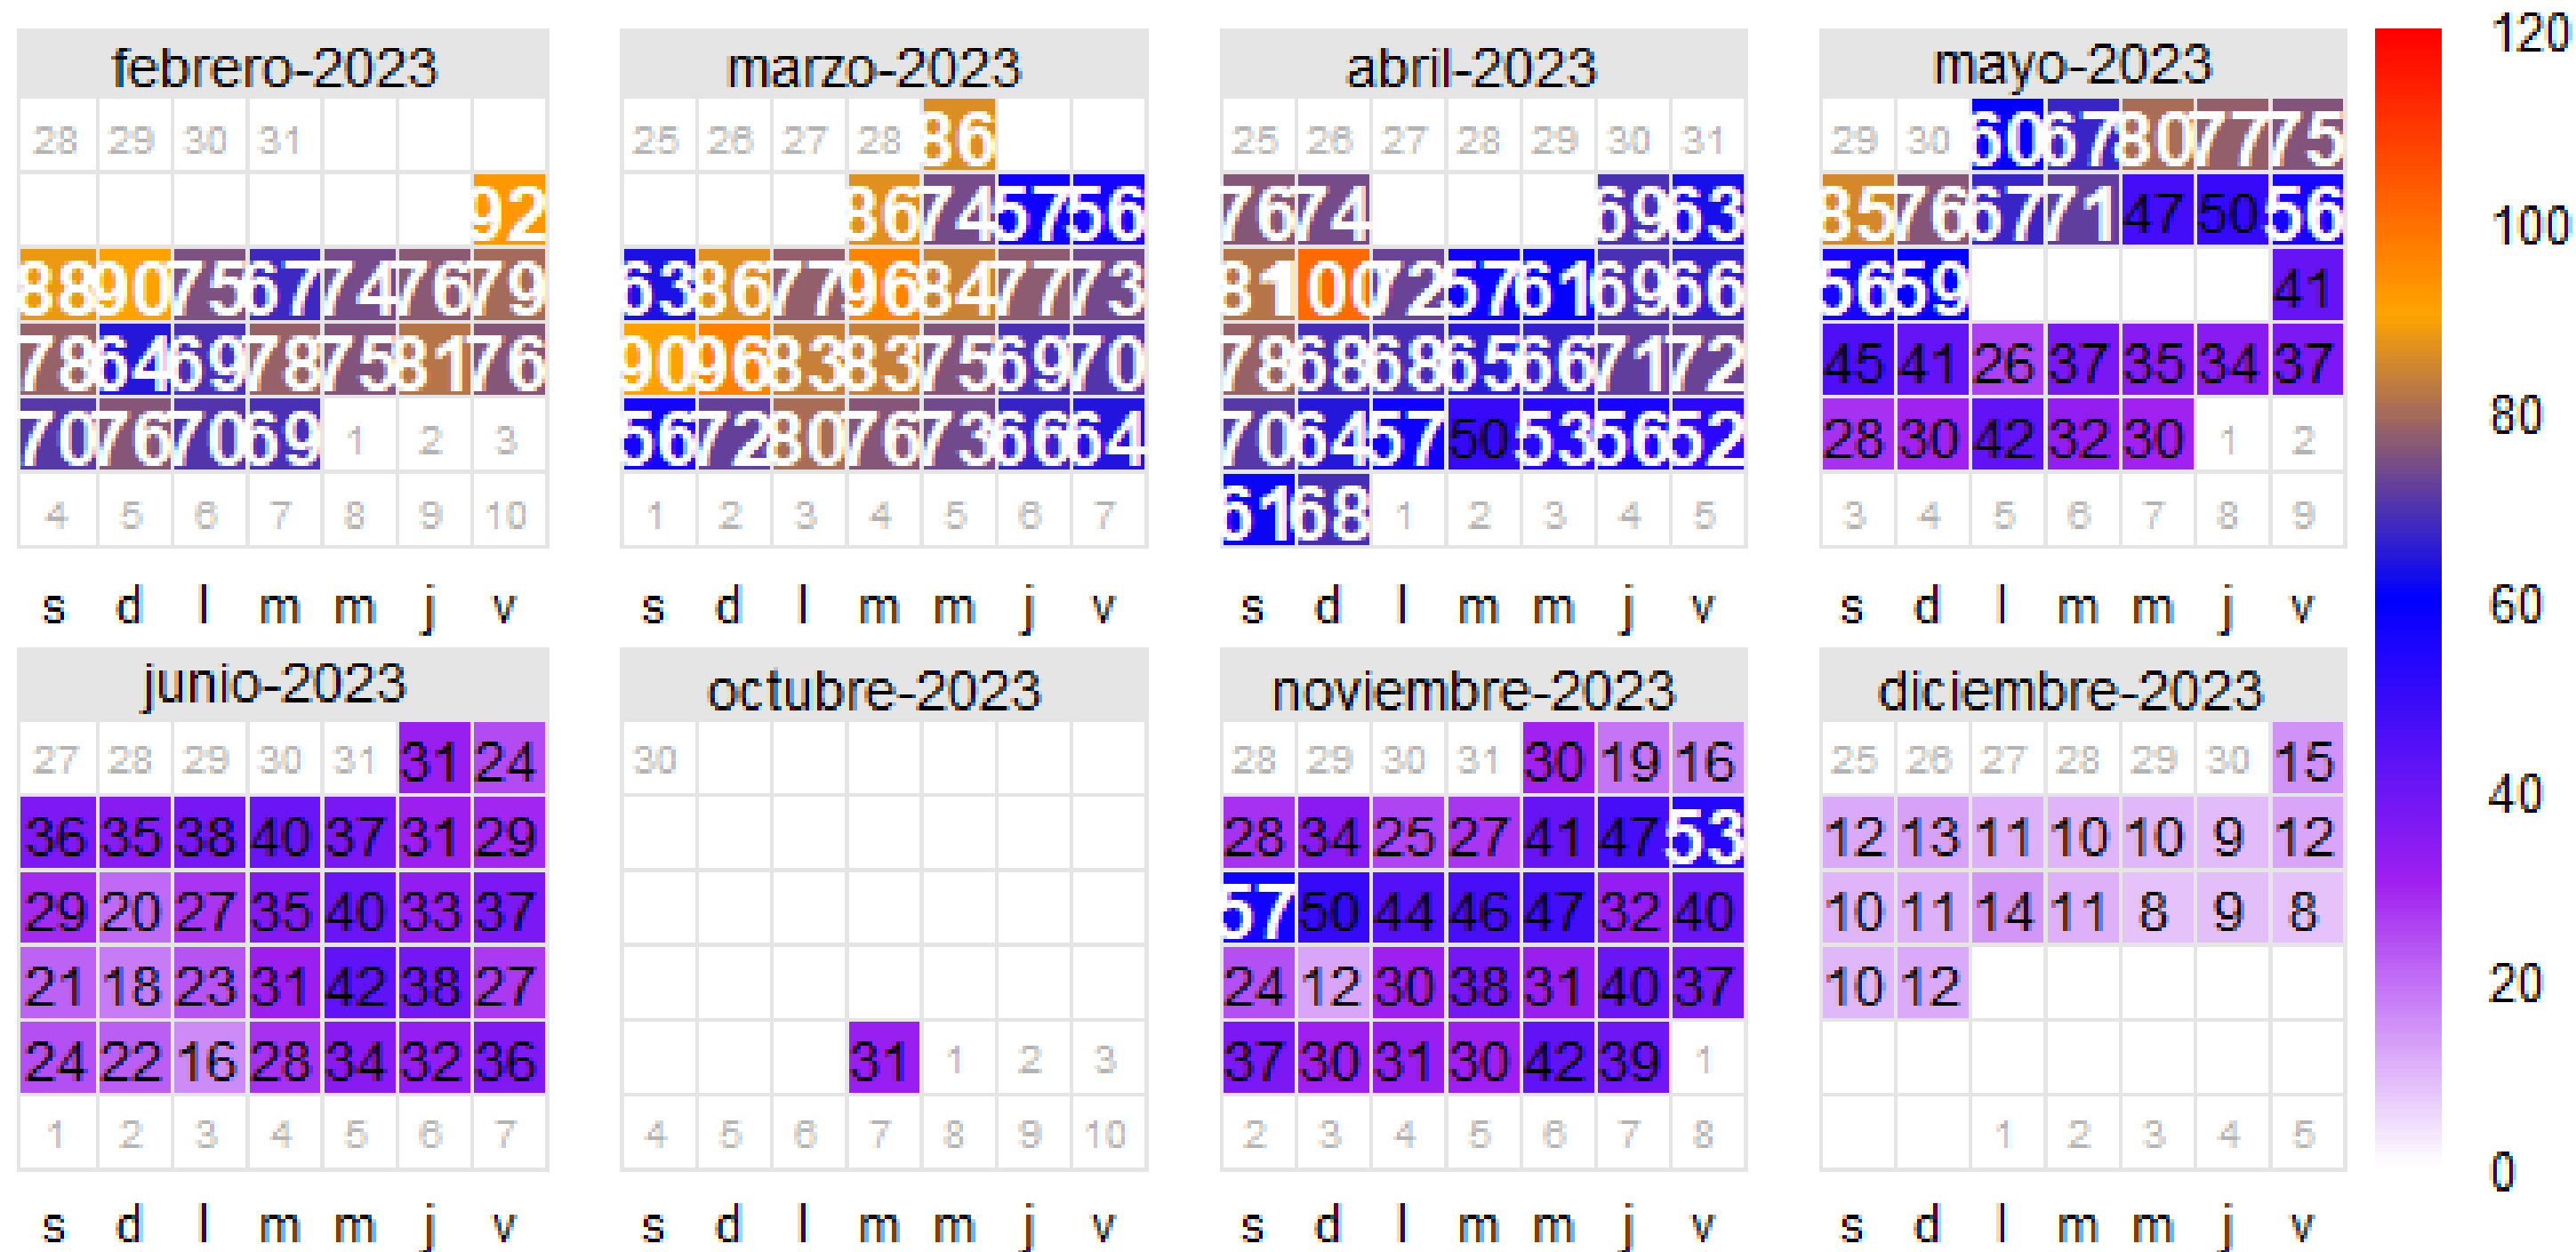 febrero-2023 marzo-2023 abril-2023 mayo-2023 120
28 29 30 31 25 26 27 28 86 25 26 27 28 29 30 31 29 30 60 67 80 77 75
92 86 74 57 56 76 74 69 63 85 76 67 71 47 50 56 100
88 90 75 67 74 76 79 63 86 77 96 84 77 73 81 00 72 57 61 69 66 56 59 41
78 64 69 78 75 81 76 90 96 83 83 75 69 70 78 68 68 65 66 71 72 45 41 26 37 35 34 37 80
70 76 70 69 1 2 3 56 72 80 76 73 66 64 70 64 57 50 53 56 52 28 30 42 32 30 1 2
4 5 6 7 8 9 10 1 2 3 4 5 6 7 61 68 1 2 3 4 5 3 4 5 6 7 8 9
s d l m m j v s d l m m j v s d l m m j v s d l m m j v 60
junio-2023 octubre-2023 noviembre-2023 diciembre-2023
27 28 29 30 31 31 24 30 28 29 30 31 30 19 16 25 26 27 28 29 30 15 40
36 35 38 40 37 31 29 28 34 25 27 41 47 53 12 13 11 10 10 9 12
29 20 27 35 40 33 37 57 50 44 46 47 32 40 10 11 14 11 8 9 8
21 18 23 31 42 38 27 24 12 30 38 31 40 37 10 12 20
24 22 16 28 34 32 36 31 1 2 3 37 30 31 30 42 39 1
1 2 3 4 5 6 7 4 5 6 7 8 9 10 2 3 4 5 6 7 8 1 2 3 4 5 0
s d l m m j v s d l m m j v s d l m m j v s d l m m j v